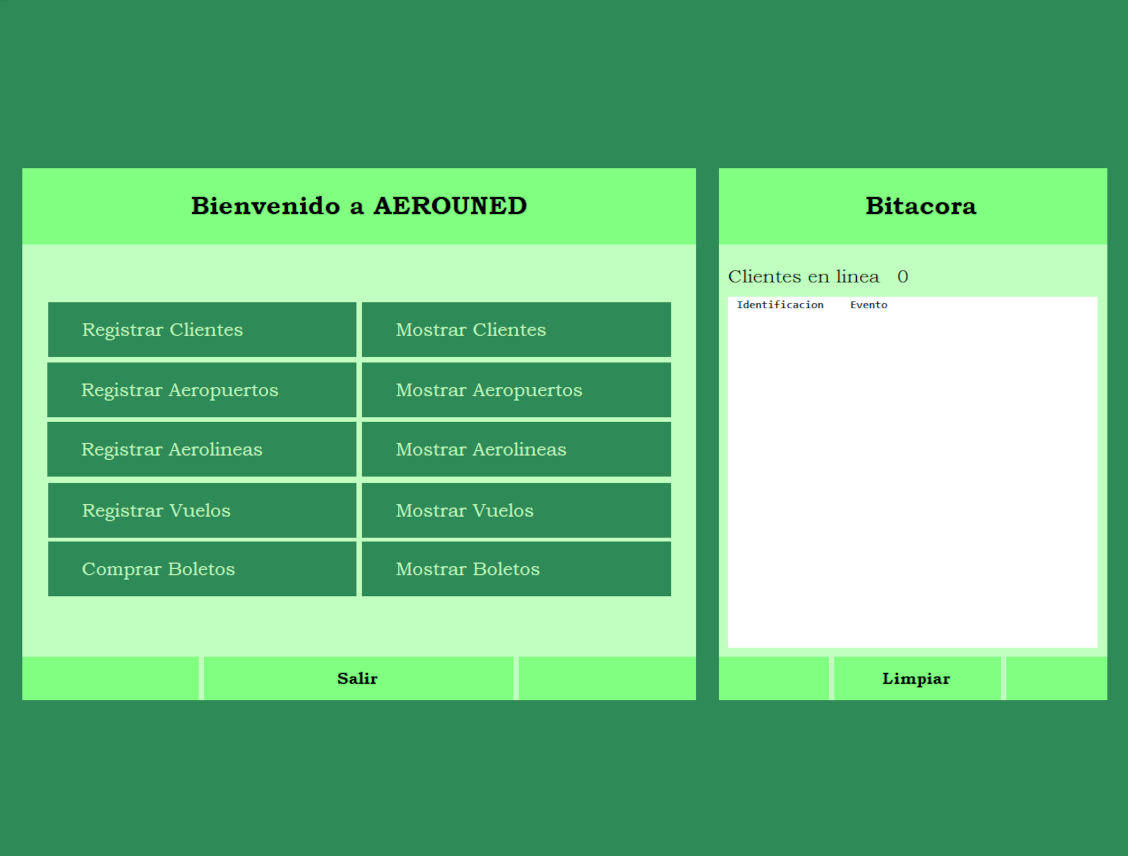 Bienvenido a AEROUNED
Registrar Clientes
Mostrar Clientes
Registrar Aeropuertos
Mostrar Aeropuertos
Registrar Aerolineas
Mostrar Aerolineas
Registrar Vuelos
Mostrar Vuelos
Comprar Boletos
Mostrar Boletos
Salir
Bitacora
Clientes en linea 0
Identificacion Evento
Limpiar